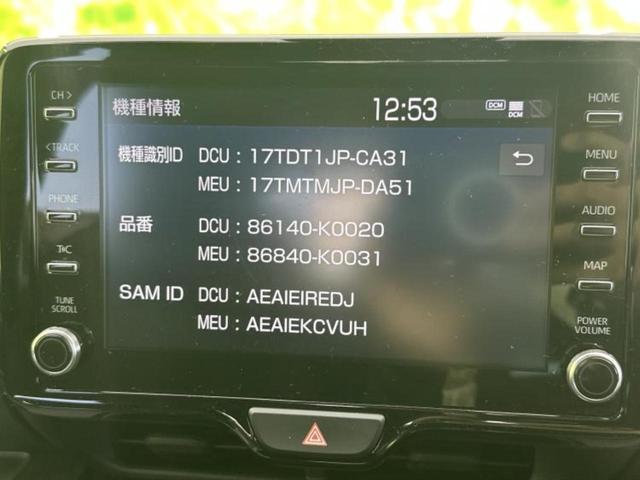 CH >
機種情報
12:53
DCM
DCM
HOME
機種識別ID DCU : 17TDT1JP-CA31
MEU : 17TMTMJP-DA51
< TRACK
MENU
PHONE
品番 DCU : 86140-K0020
MEU : 86840-K0031
AUDIO
T&C
MAP
SAM ID DCU : AEAIEIREDJ
MEU : AEAIEKCVUH
TUNE
SCROLL
POWER
VOLUME